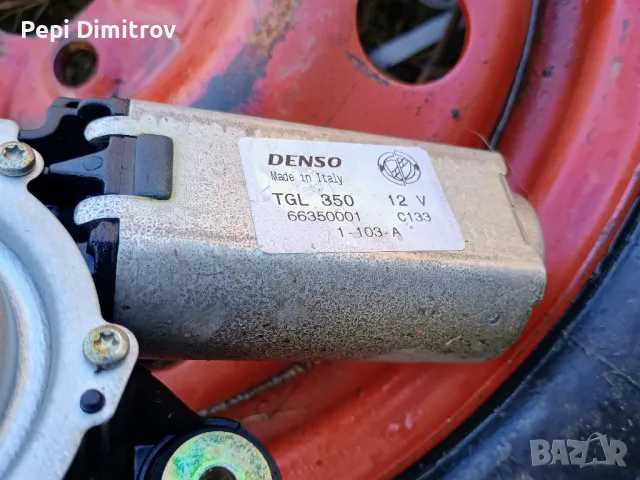 Pepi Dimitrov
DENSO
Made in Italy
TGL 350 12 V
66350001 C133
1-103-A
BAZAR